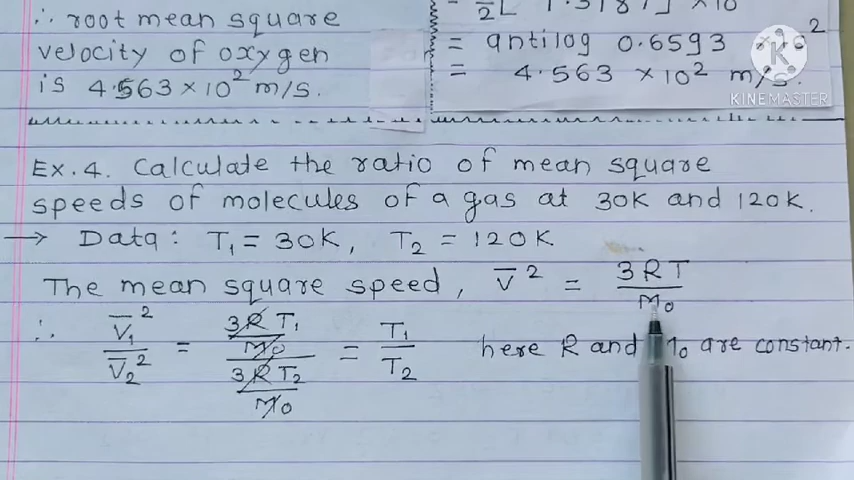 ∴ root mean square
velocity of oxygen
is 4.563 × 10² m/s.
= antilog 0.6593
= 4.563 × 10² m/s.
K
KINEMASTER
Ex. 4. Calculate the ratio of mean square
speeds of molecules of a gas at 30K and 120K.
→ Data: T₁ = 30K, T₂ = 120K
The mean square speed, V̅² = 3RT / M₀
∴ V̅₁² / V̅₂² = (3RT₁ / M₀) / (3RT₂ / M₀) = T₁ / T₂ here R and M₀ are constant.